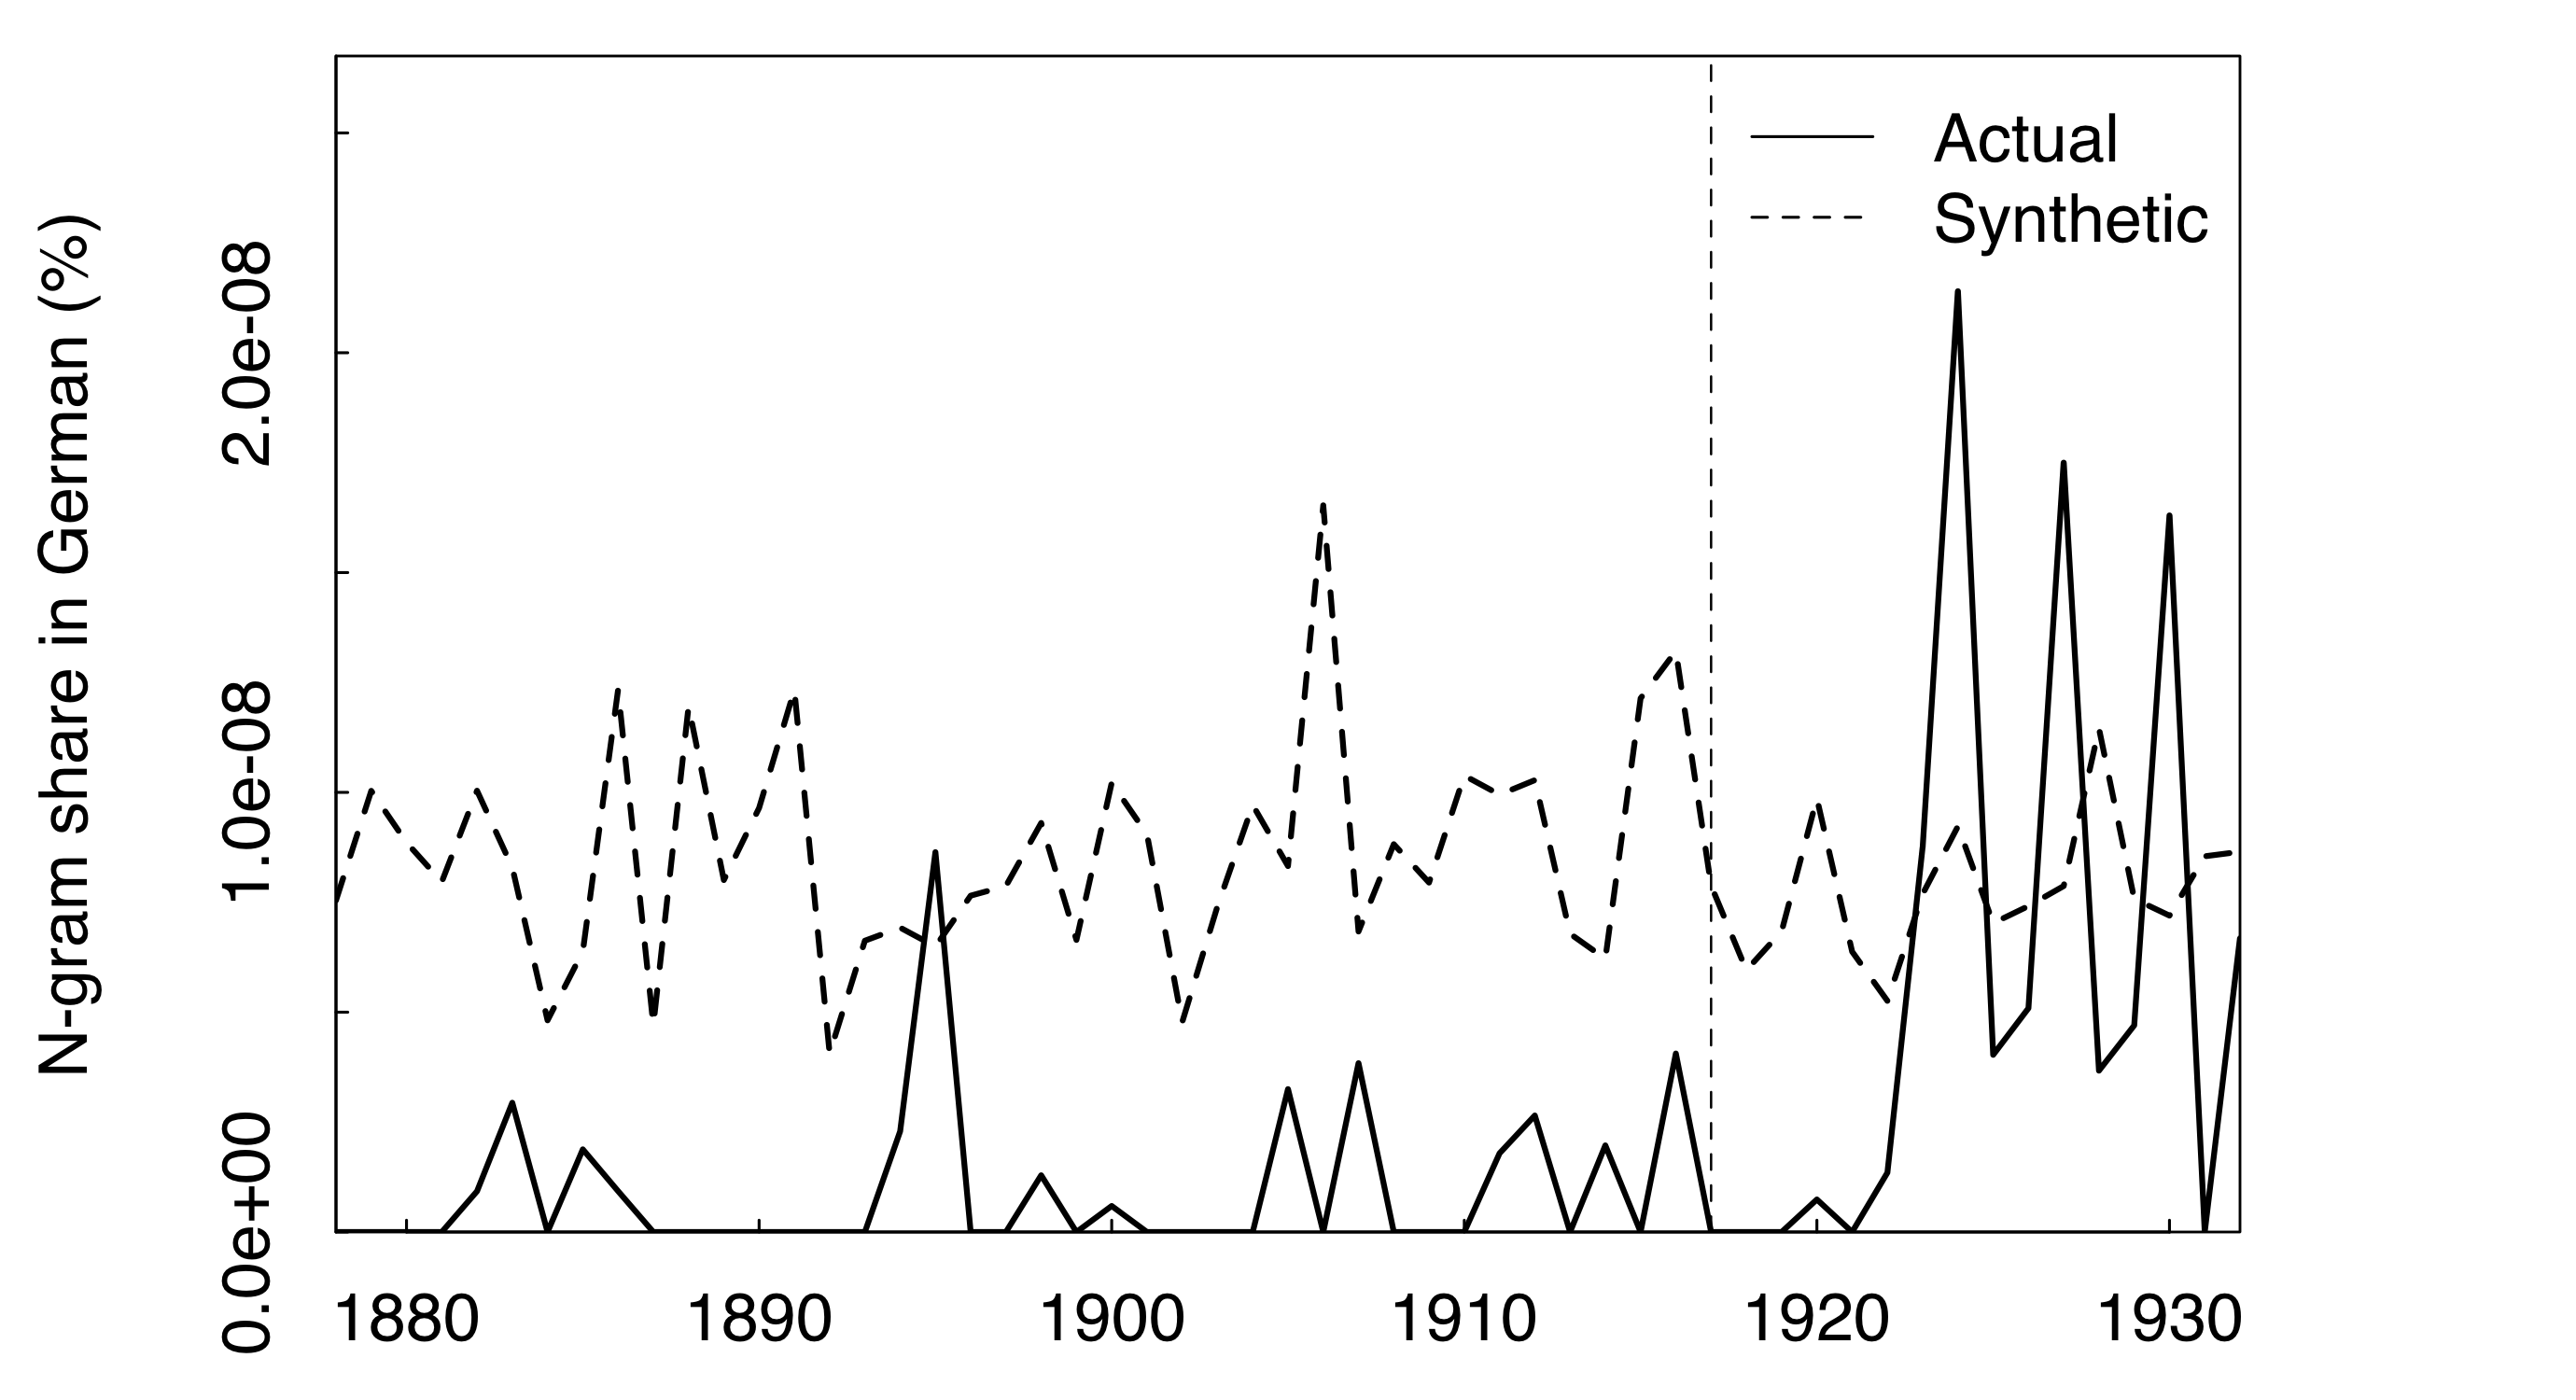 Actual
Synthetic
N-gram share in German (%)
2.0e-08
1.0e-08
0.0e+00
1880 1890 1900 1910 1920 1930